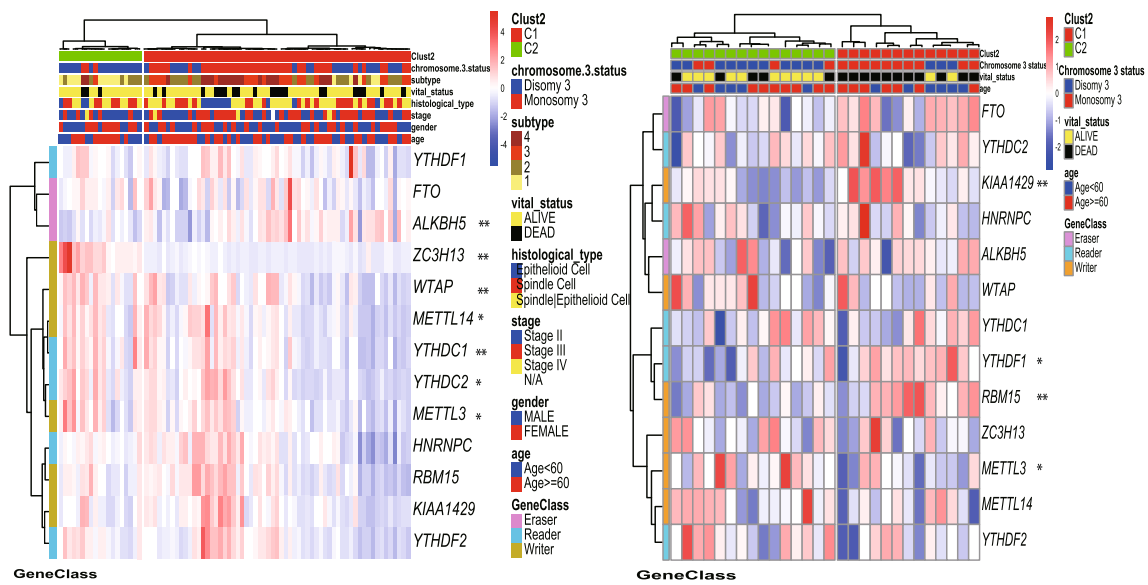 Clust2
chromosome.3.status
subtype
vital_status
histological_type
stage
gender
age
YTHDF1
FTO
ALKBH5 **
ZC3H13 **
WTAP **
METTL14 *
YTHDC1 **
YTHDC2 *
METTL3 *
HNRNPC
RBM15
KIAA1429
YTHDF2
GeneClass
4
2
0
-2
-4
Clust2
C1
C2
chromosome.3.status
Disomy 3
Monosomy 3
subtype
4
3
2
1
vital_status
ALIVE
DEAD
histological_type
Epithelioid Cell
Spindle Cell
Spindle|Epithelioid Cell
stage
Stage II
Stage III
Stage IV
N/A
gender
MALE
FEMALE
age
Age<60
Age>=60
GeneClass
Eraser
Reader
Writer
Clust2
Chromosome 3 status
vital_status
age
FTO
YTHDC2
KIAA1429 **
HNRNPC
ALKBH5
WTAP
YTHDC1
YTHDF1 *
RBM15 **
ZC3H13
METTL3 *
METTL14
YTHDF2
GeneClass
2
1
0
-1
-2
Clust2
C1
C2
Chromosome 3 status
Disomy 3
Monosomy 3
vital_status
ALIVE
DEAD
age
Age<60
Age>=60
GeneClass
Eraser
Reader
Writer